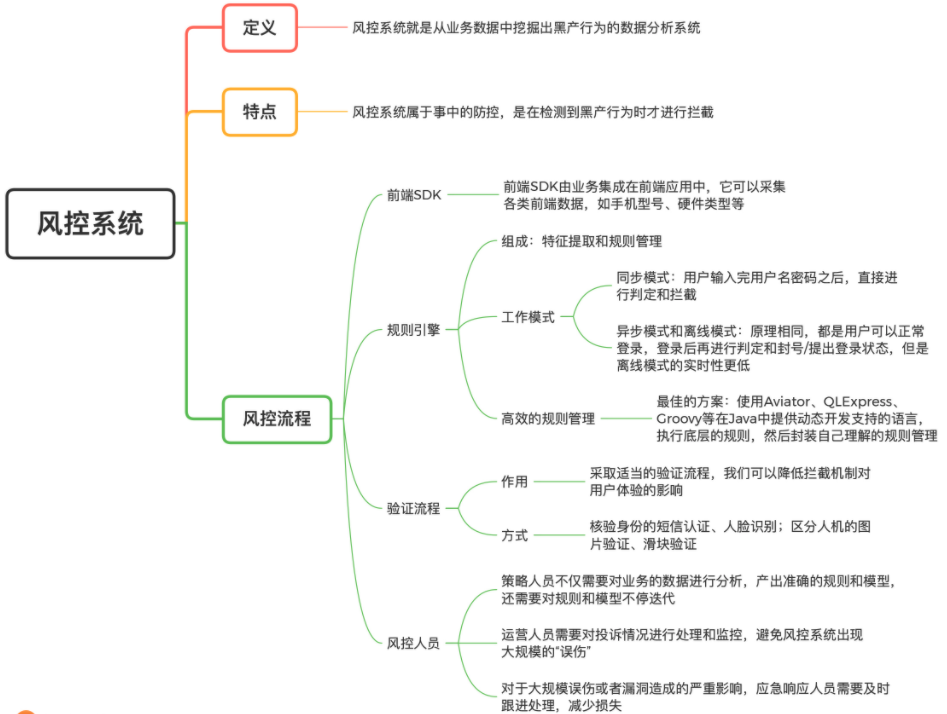 风控系统
定义
风控系统就是从业务数据中挖掘出黑产行为的数据分析系统
特点
风控系统属于事中的防控，是在检测到黑产行为时才进行拦截
风控流程
前端SDK
前端SDK由业务集成在前端应用中，它可以采集
各类前端数据，如手机型号、硬件类型等
规则引擎
组成：特征提取和规则管理
工作模式
同步模式：用户输入完用户名密码之后，直接进
行判定和拦截
异步模式和离线模式：原理相同，都是用户可以正常
登录，登录后再进行判定和封号/提出登录状态，但是
离线模式的实时性更低
高效的规则管理
最佳的方案：使用Aviator、QLExpress、
Groovy等在Java中提供动态开发支持的语言，
执行底层的规则，然后封装自己理解的规则管理
验证流程
作用
采取适当的验证流程，我们可以降低拦截机制对
用户体验的影响
方式
核验身份的短信认证、人脸识别；区分人机的图
片验证、滑块验证
风控人员
策略人员不仅需要对业务的数据进行分析，产出准确的规则和模型，
还需要对规则和模型不停迭代
运营人员需要对投诉情况进行处理和监控，避免风控系统出现
大规模的“误伤”
对于大规模误伤或者漏洞造成的严重影响，应急响应人员需要及时
跟进处理，减少损失